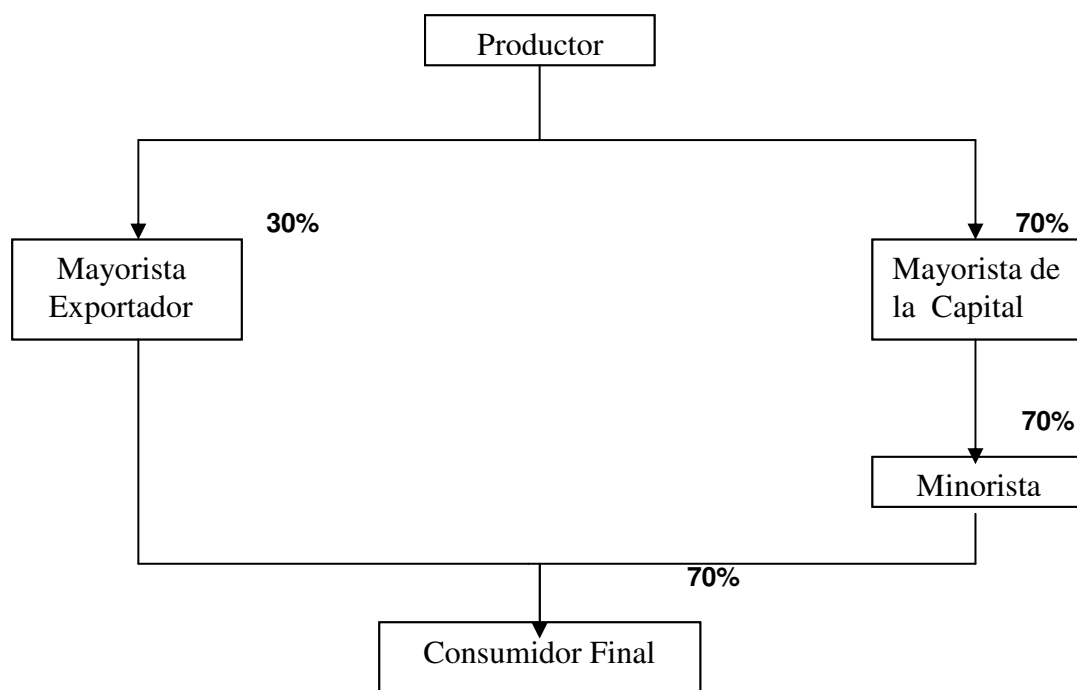 Productor
30%
70%
Mayorista
Exportador
Mayorista de
la Capital
70%
Minorista
70%
Consumidor Final